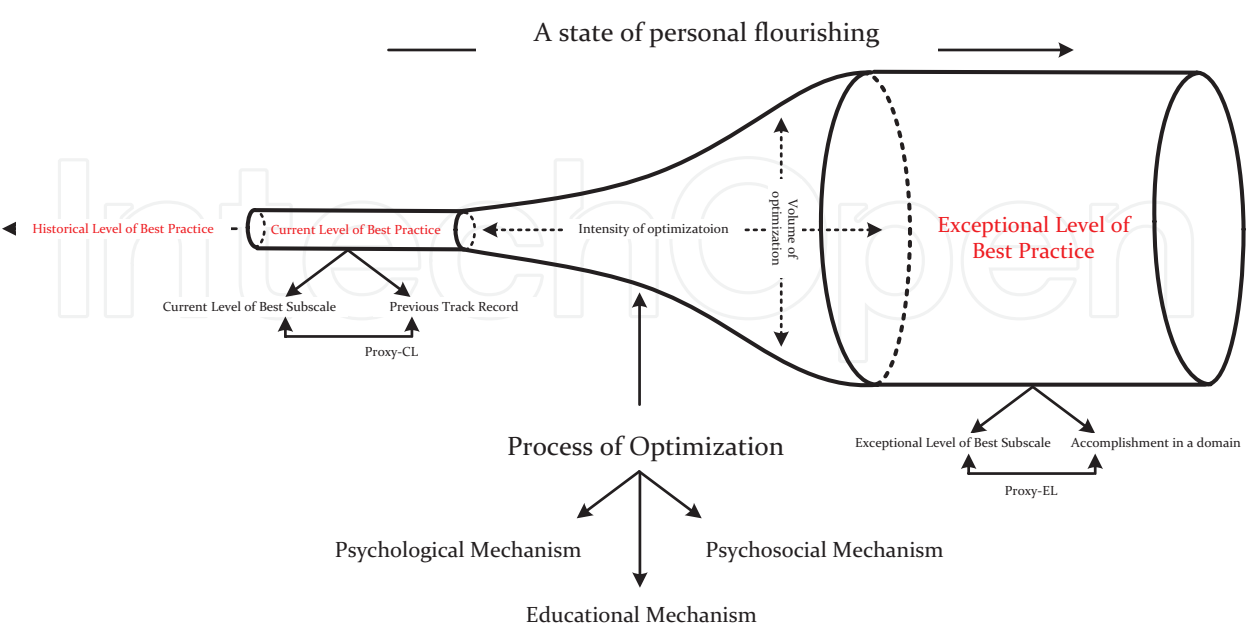 A state of personal flourishing
Historical Level of Best Practice
Current Level of Best Practice
Intensity of optimizatoion
Volume of
optimization
Exceptional Level of
Best Practice
Current Level of Best Subscale
Previous Track Record
Proxy-CL
Process of Optimization
Exceptional Level of Best Subscale
Accomplishment in a domain
Proxy-EL
Psychological Mechanism
Psychosocial Mechanism
Educational Mechanism
IntechOpen